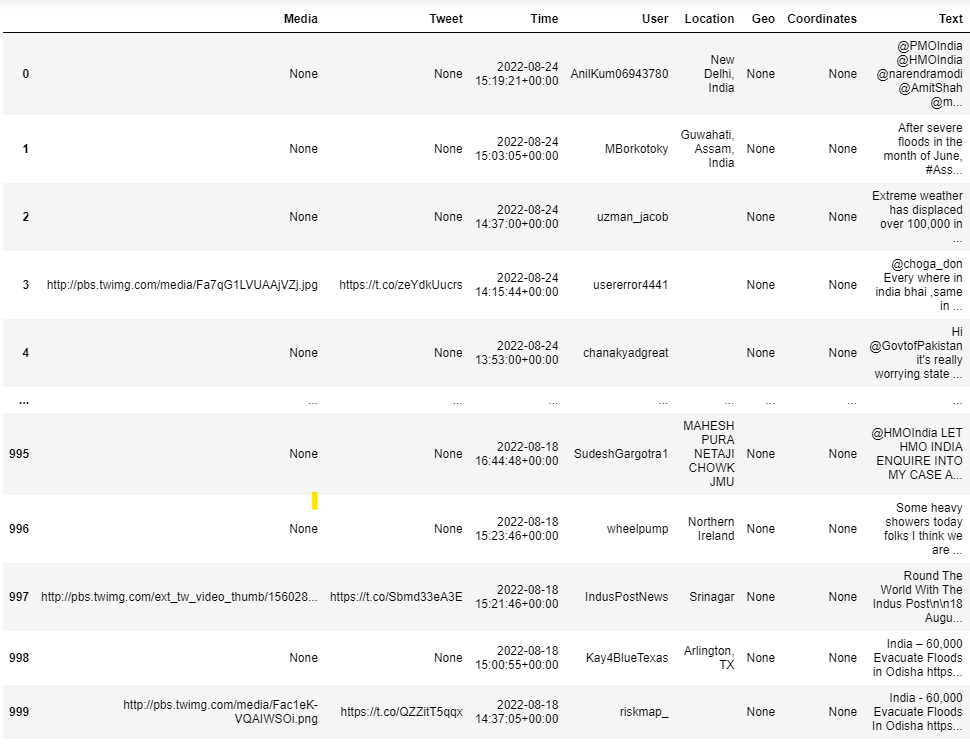 Media Tweet Time User Location Geo Coordinates Text
0 None None 2022-08-24 15:19:21+00:00 AnilKum06943780 New Delhi, India None None @PMOIndia @HMOIndia @narendramodi @AmitShah @m...
1 None None 2022-08-24 15:03:05+00:00 MBorkotoky Guwahati, Assam, India None None After severe floods in the month of June, #Ass...
2 None None 2022-08-24 14:37:00+00:00 uzman_jacob None None Extreme weather has displaced over 100,000 in ...
3 http://pbs.twimg.com/media/Fa7qG1LVUAAjVZj.jpg https://t.co/zeYdkUucrs 2022-08-24 14:15:44+00:00 usererror4441 None None @choga_don Every where in india bhai ,same in ...
4 None None 2022-08-24 13:53:00+00:00 chanakyadgreat None None Hi @GovtofPakistan it's really worrying state ...
... ... ... ... ... ... ... ... ...
995 None None 2022-08-18 16:44:48+00:00 SudeshGargotra1 MAHESH PURA NETAJI CHOWK JMU None None @HMOIndia LET HMO INDIA ENQUIRE INTO MY CASE A...
996 None None 2022-08-18 15:23:46+00:00 wheelpump Northern Ireland None None Some heavy showers today folks I think we are ...
997 http://pbs.twimg.com/ext_tw_video_thumb/156028... https://t.co/Sbmd33eA3E 2022-08-18 15:21:46+00:00 IndusPostNews Srinagar None None Round The World With The Indus Post\n\n18 Augu...
998 None None 2022-08-18 15:00:55+00:00 Kay4BlueTexas Arlington, TX None None India – 60,000 Evacuate Floods in Odisha https...
999 http://pbs.twimg.com/media/Fac1eK-VQAIWSOi.png https://t.co/QZZitT5qqx 2022-08-18 14:37:05+00:00 riskmap_ None None India - 60,000 Evacuate Floods In Odisha https...